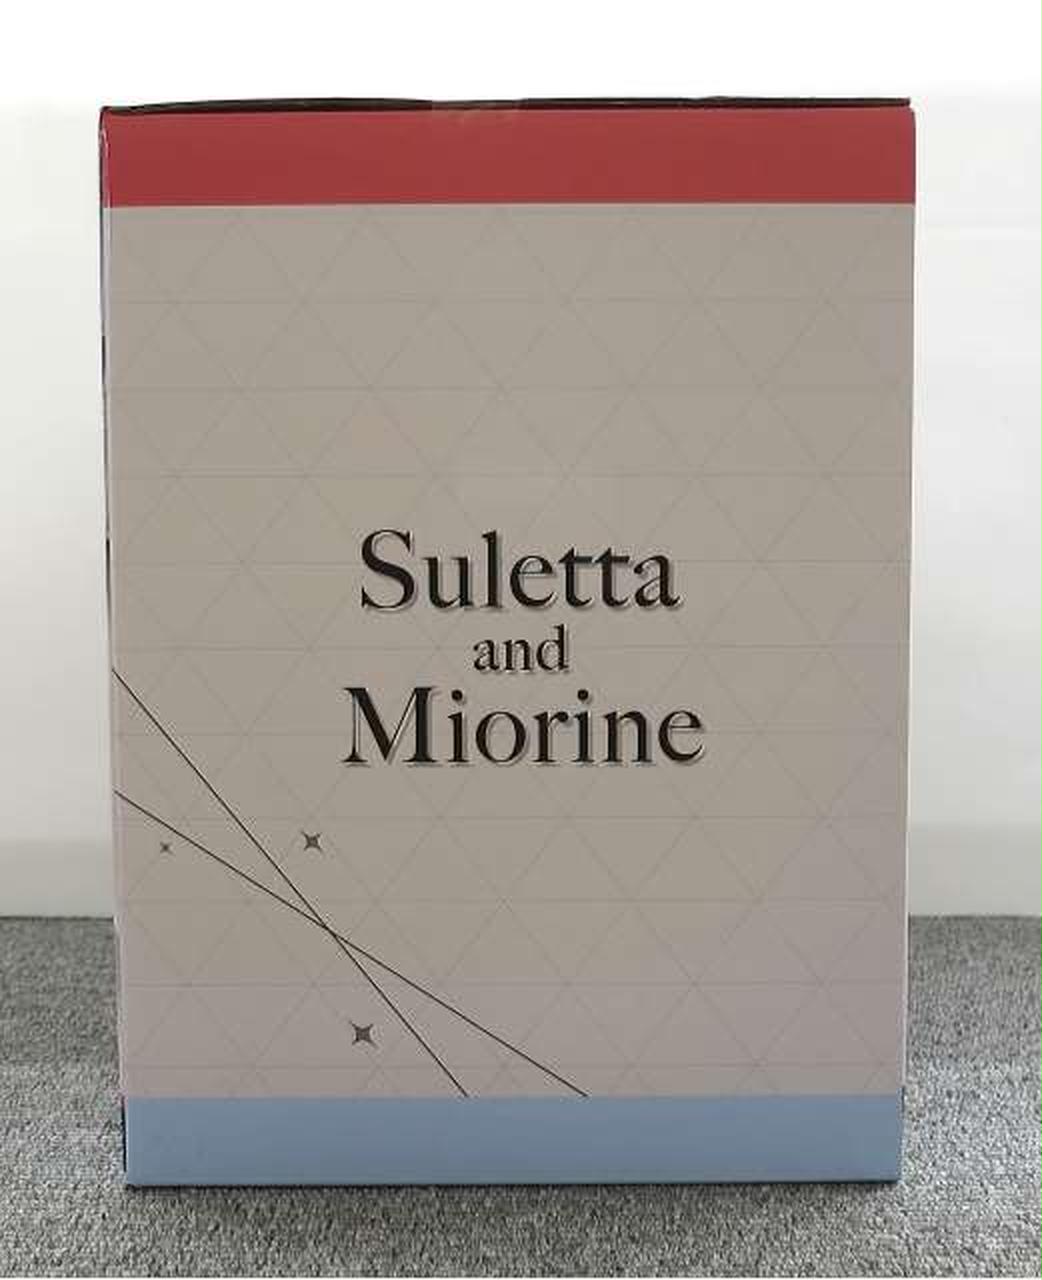 Suletta
and
Miorine